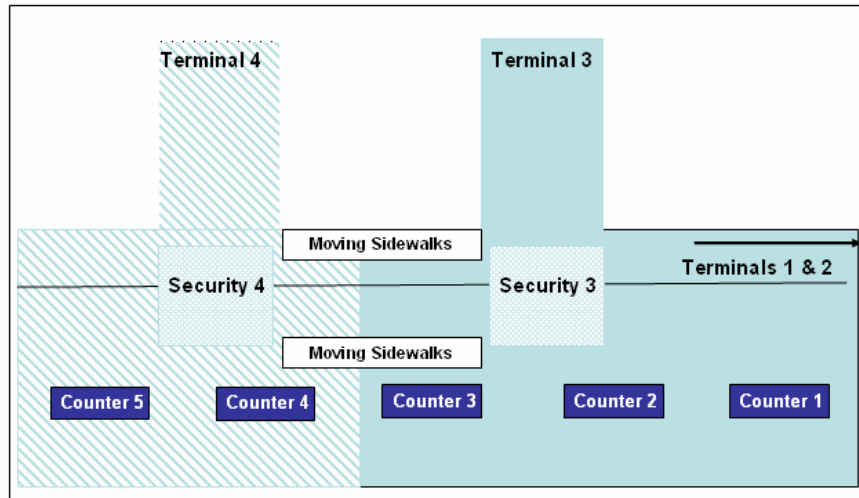 Terminal 4
Terminal 3
Moving Sidewalks
Terminals 1 & 2
Security 4
Security 3
Moving Sidewalks
Counter 5
Counter 4
Counter 3
Counter 2
Counter 1